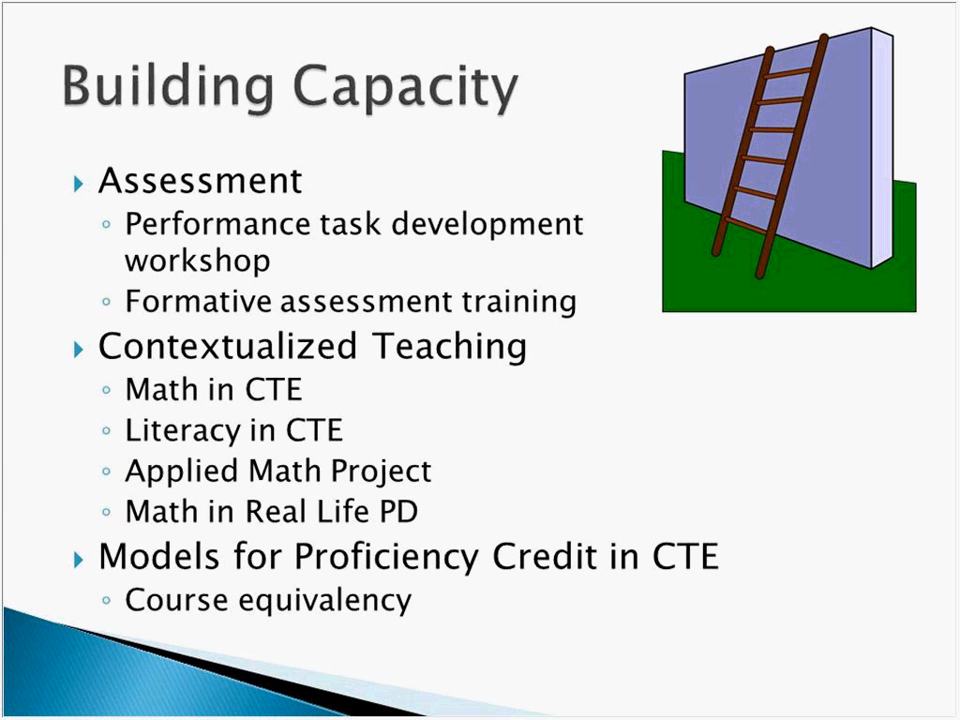 Building Capacity
Assessment
Performance task development
workshop
Formative assessment training
Contextualized Teaching
Math in CTE
Literacy in CTE
Applied Math Project
Math in Real Life PD
Models for Proficiency Credit in CTE
Course equivalency